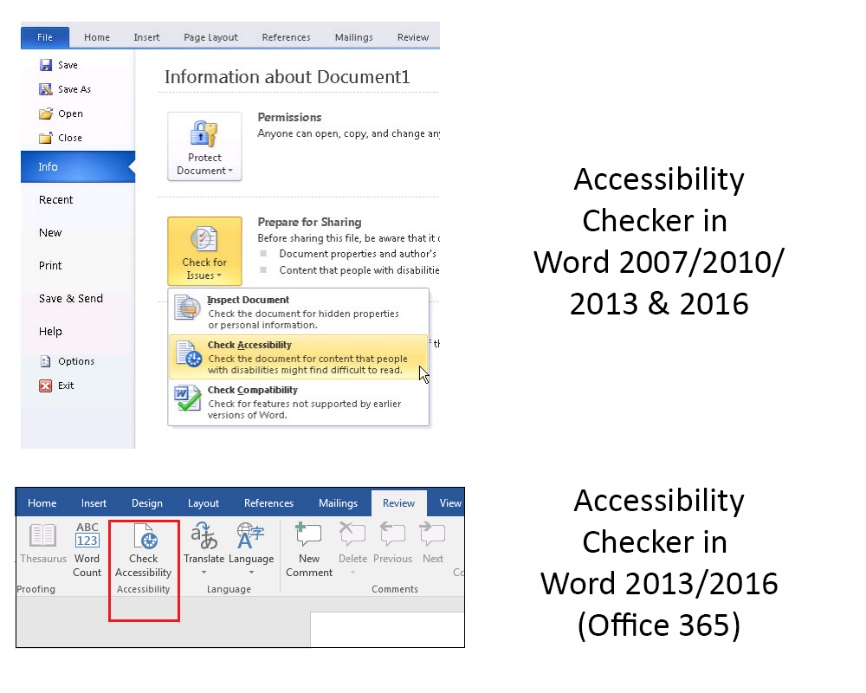 File Home Insert Page Layout References Mailings Review
Save
Save As
Open
Close
Info
Recent
New
Print
Save & Send
Help
Options
Exit
Information about Document1
Protect
Document
Permissions
Anyone can open, copy, and change any
Check for
Issues
Prepare for Sharing
Before sharing this file, be aware that it c
Document properties and author's
Content that people with disabilitie
Inspect Document
Check the document for hidden properties
or personal information.
Check Accessibility
Check the document for content that people
with disabilities might find difficult to read.
Check Compatibility
Check for features not supported by earlier
versions of Word.
Accessibility
Checker in
Word 2007/2010/
2013 & 2016
Home Insert Design Layout References Mailings Review View
ABC
123
Thesaurus Word
Count
Check
Accessibility
Translate Language
New
Comment
Delete Previous Next
Proofing Accessibility Language Comments
Accessibility
Checker in
Word 2013/2016
(Office 365)